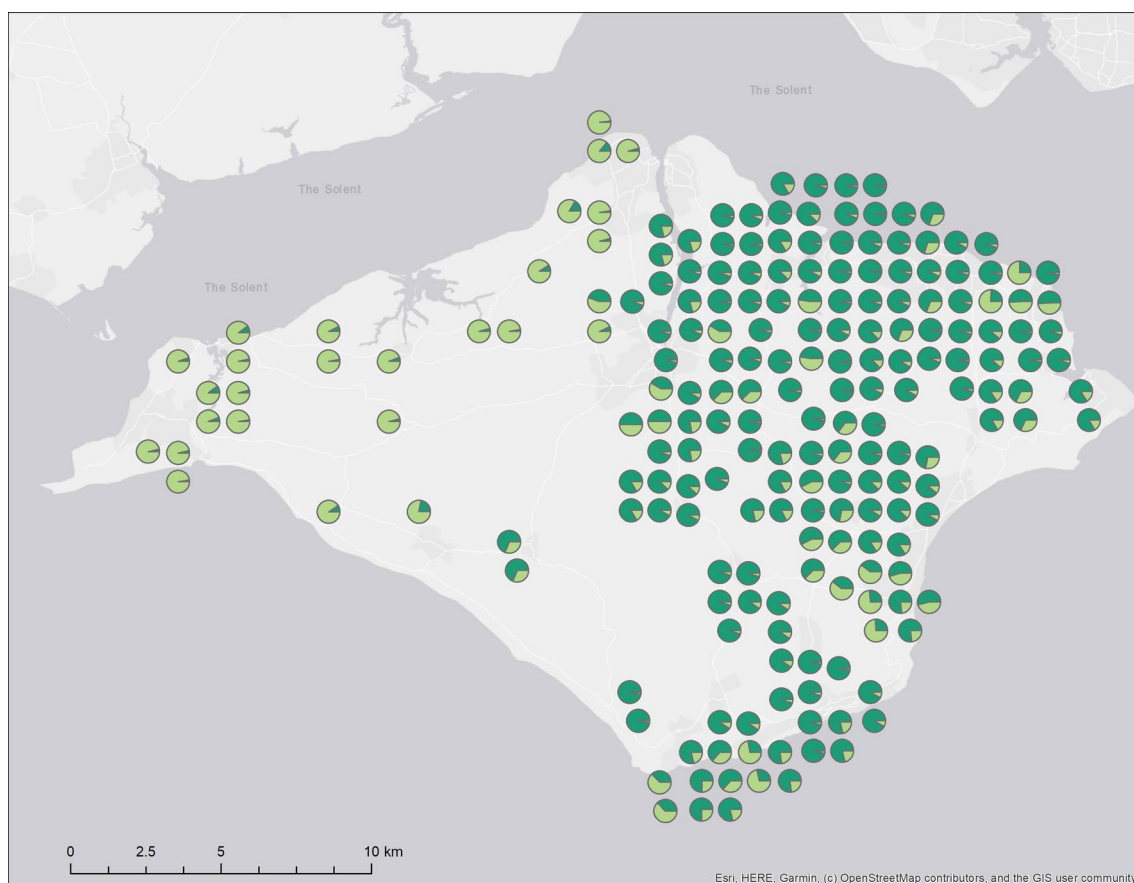 The Solent
The Solent
The Solent
0 2.5 5 10 km
Esri, HERE, Garmin, (c) OpenStreetMap contributors, and the GIS user community